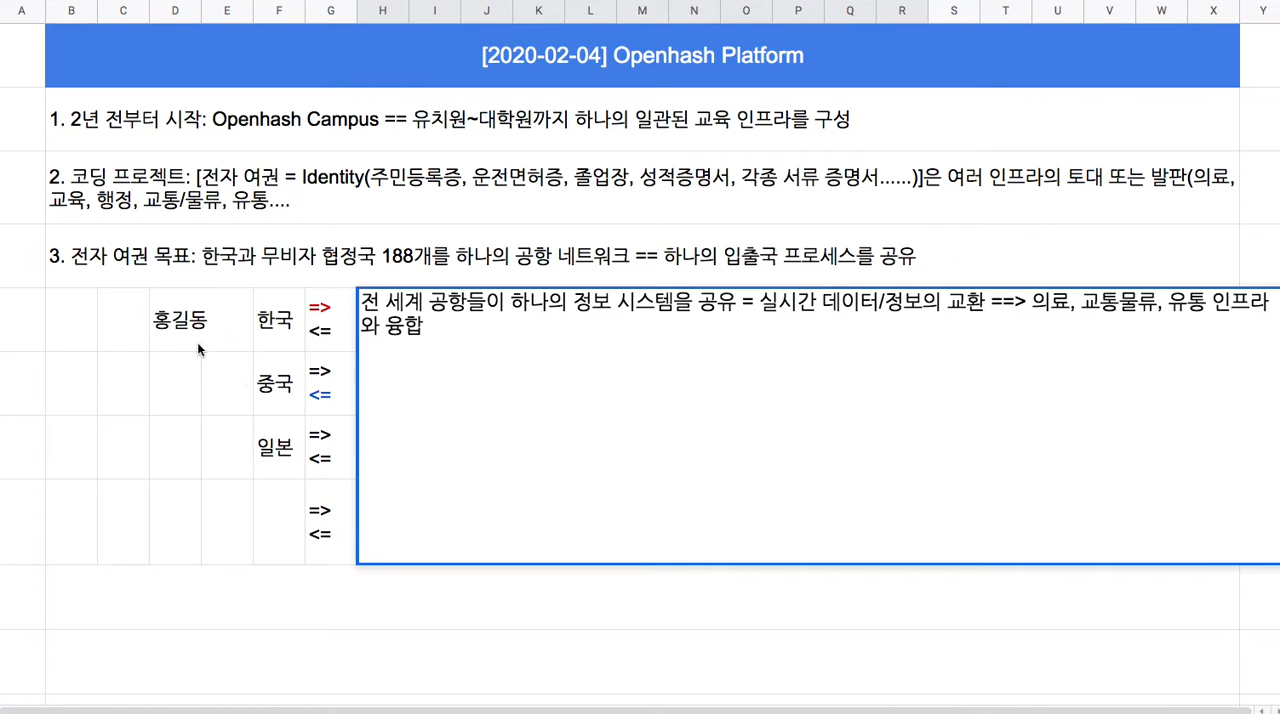 A B C D E F G H I J K L M N O P Q R S T U V W X Y
[2020-02-04] Openhash Platform
1. 2년 전부터 시작: Openhash Campus == 유치원~대학원까지 하나의 일관된 교육 인프라를 구성
2. 코딩 프로젝트: [전자 여권 = Identity(주민등록증, 운전면허증, 졸업장, 성적증명서, 각종 서류 증명서......)]은 여러 인프라의 토대 또는 발판(의료,
교육, 행정, 교통/물류, 유통....
3. 전자 여권 목표: 한국과 무비자 협정국 188개를 하나의 공항 네트워크 == 하나의 입출국 프로세스를 공유
홍길동 한국 =>
<=
전 세계 공항들이 하나의 정보 시스템을 공유 = 실시간 데이터/정보의 교환 ==> 의료, 교통물류, 유통 인프라
와 융합
중국 =>
<=
일본 =>
<=
=>
<=